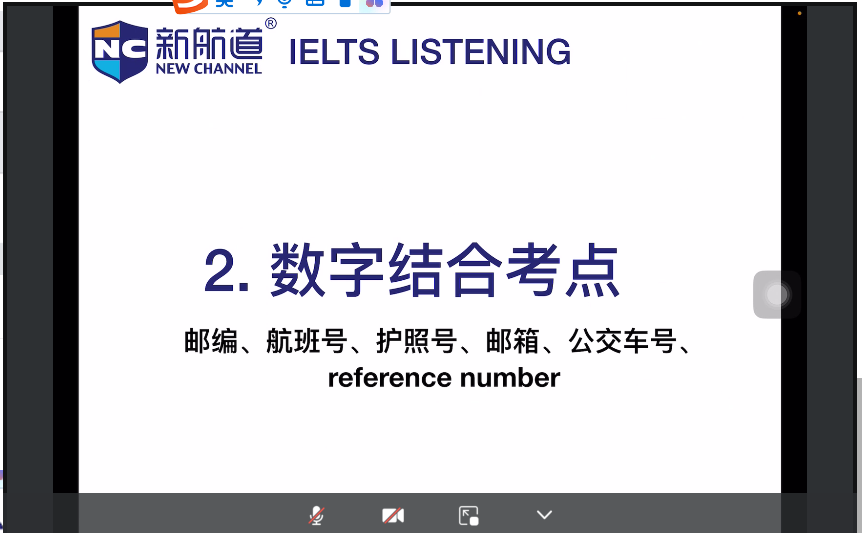 英
NC 新航道®
NEW CHANNEL
IELTS LISTENING
2. 数字结合考点
邮编、航班号、护照号、邮箱、公交车号、
reference number